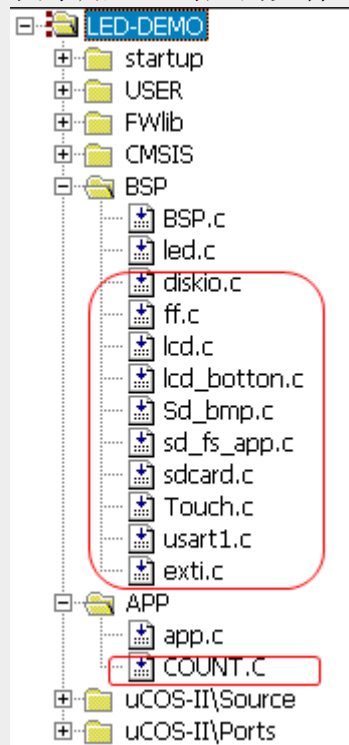 LED-DEMO
startup
USER
FWlib
CMSIS
BSP
BSP.c
led.c
diskio.c
ff.c
lcd.c
lcd_botton.c
Sd_bmp.c
sd_fs_app.c
sdcard.c
Touch.c
usart1.c
exti.c
APP
app.c
COUNT.C
uCOS-II\Source
uCOS-II\Ports